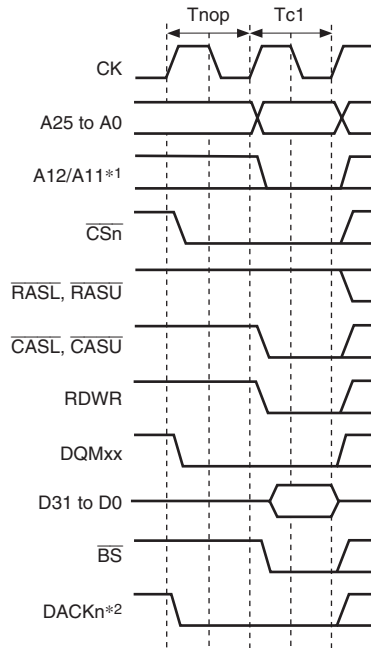 Tnop Tc1
CK
A25 to A0
A12/A11*1
CSn
RASL, RASU
CASL, CASU
RDWR
DQMxx
D31 to D0
BS
DACKn*2